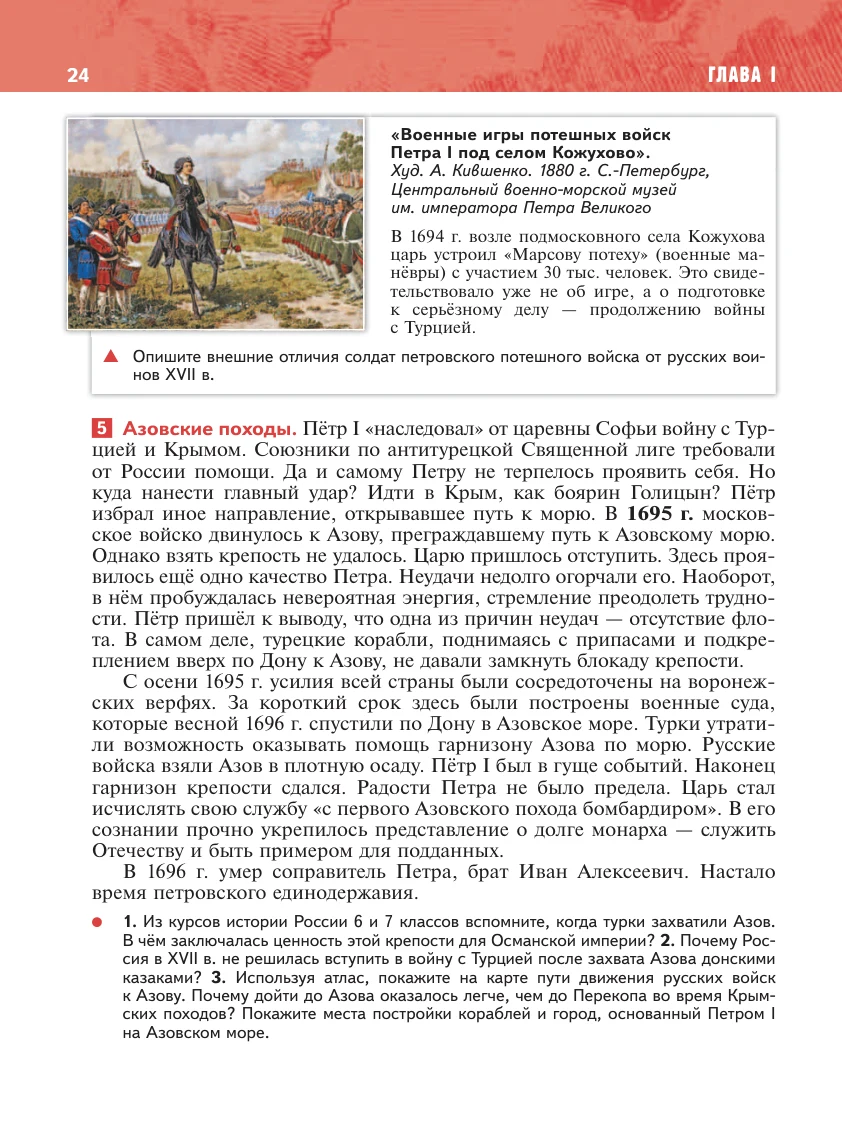 24
ГЛАВА I
«Военные игры потешных войск
Петра I под селом Кожухово».
Худ. А. Кившенко. 1880 г. С.-Петербург,
Центральный военно-морской музей
им. императора Петра Великого
В 1694 г. возле подмосковного села Кожухова
царь устроил «Марсову потеху» (военные ма-
нёвры) с участием 30 тыс. человек. Это свиде-
тельствовало уже не об игре, а о подготовке
к серьёзному делу — продолжению войны
с Турцией.
Опишите внешние отличия солдат петровского потешного войска от русских вои-
нов XVII в.
5 Азовские походы. Пётр I «наследовал» от царевны Софьи войну с Тур-
цией и Крымом. Союзники по антитурецкой Священной лиге требовали
от России помощи. Да и самому Петру не терпелось проявить себя. Но
куда нанести главный удар? Идти в Крым, как боярин Голицын? Пётр
избрал иное направление, открывавшее путь к морю. В 1695 г. москов-
ское войско двинулось к Азову, преграждавшему путь к Азовскому морю.
Однако взять крепость не удалось. Царю пришлось отступить. Здесь проя-
вилось ещё одно качество Петра. Неудачи недолго огорчали его. Наоборот,
в нём пробуждалась невероятная энергия, стремление преодолеть трудно-
сти. Пётр пришёл к выводу, что одна из причин неудач — отсутствие фло-
та. В самом деле, турецкие корабли, поднимаясь с припасами и подкре-
плением вверх по Дону к Азову, не давали замкнуть блокаду крепости.
С осени 1695 г. усилия всей страны были сосредоточены на воронеж-
ских верфях. За короткий срок здесь были построены военные суда,
которые весной 1696 г. спустили по Дону в Азовское море. Турки утрати-
ли возможность оказывать помощь гарнизону Азова по морю. Русские
войска взяли Азов в плотную осаду. Пётр I был в гуще событий. Наконец
гарнизон крепости сдался. Радости Петра не было предела. Царь стал
исчислять свою службу «с первого Азовского похода бомбардиром». В его
сознании прочно укрепилось представление о долге монарха — служить
Отечеству и быть примером для подданных.
В 1696 г. умер соправитель Петра, брат Иван Алексеевич. Настало
время петровского единодержавия.
1. Из курсов истории России 6 и 7 классов вспомните, когда турки захватили Азов.
В чём заключалась ценность этой крепости для Османской империи? 2. Почему Рос-
сия в XVII в. не решилась вступить в войну с Турцией после захвата Азова донскими
казаками? 3. Используя атлас, покажите на карте пути движения русских войск
к Азову. Почему дойти до Азова оказалось легче, чем до Перекопа во время Крым-
ских походов? Покажите места постройки кораблей и город, основанный Петром I
на Азовском море.